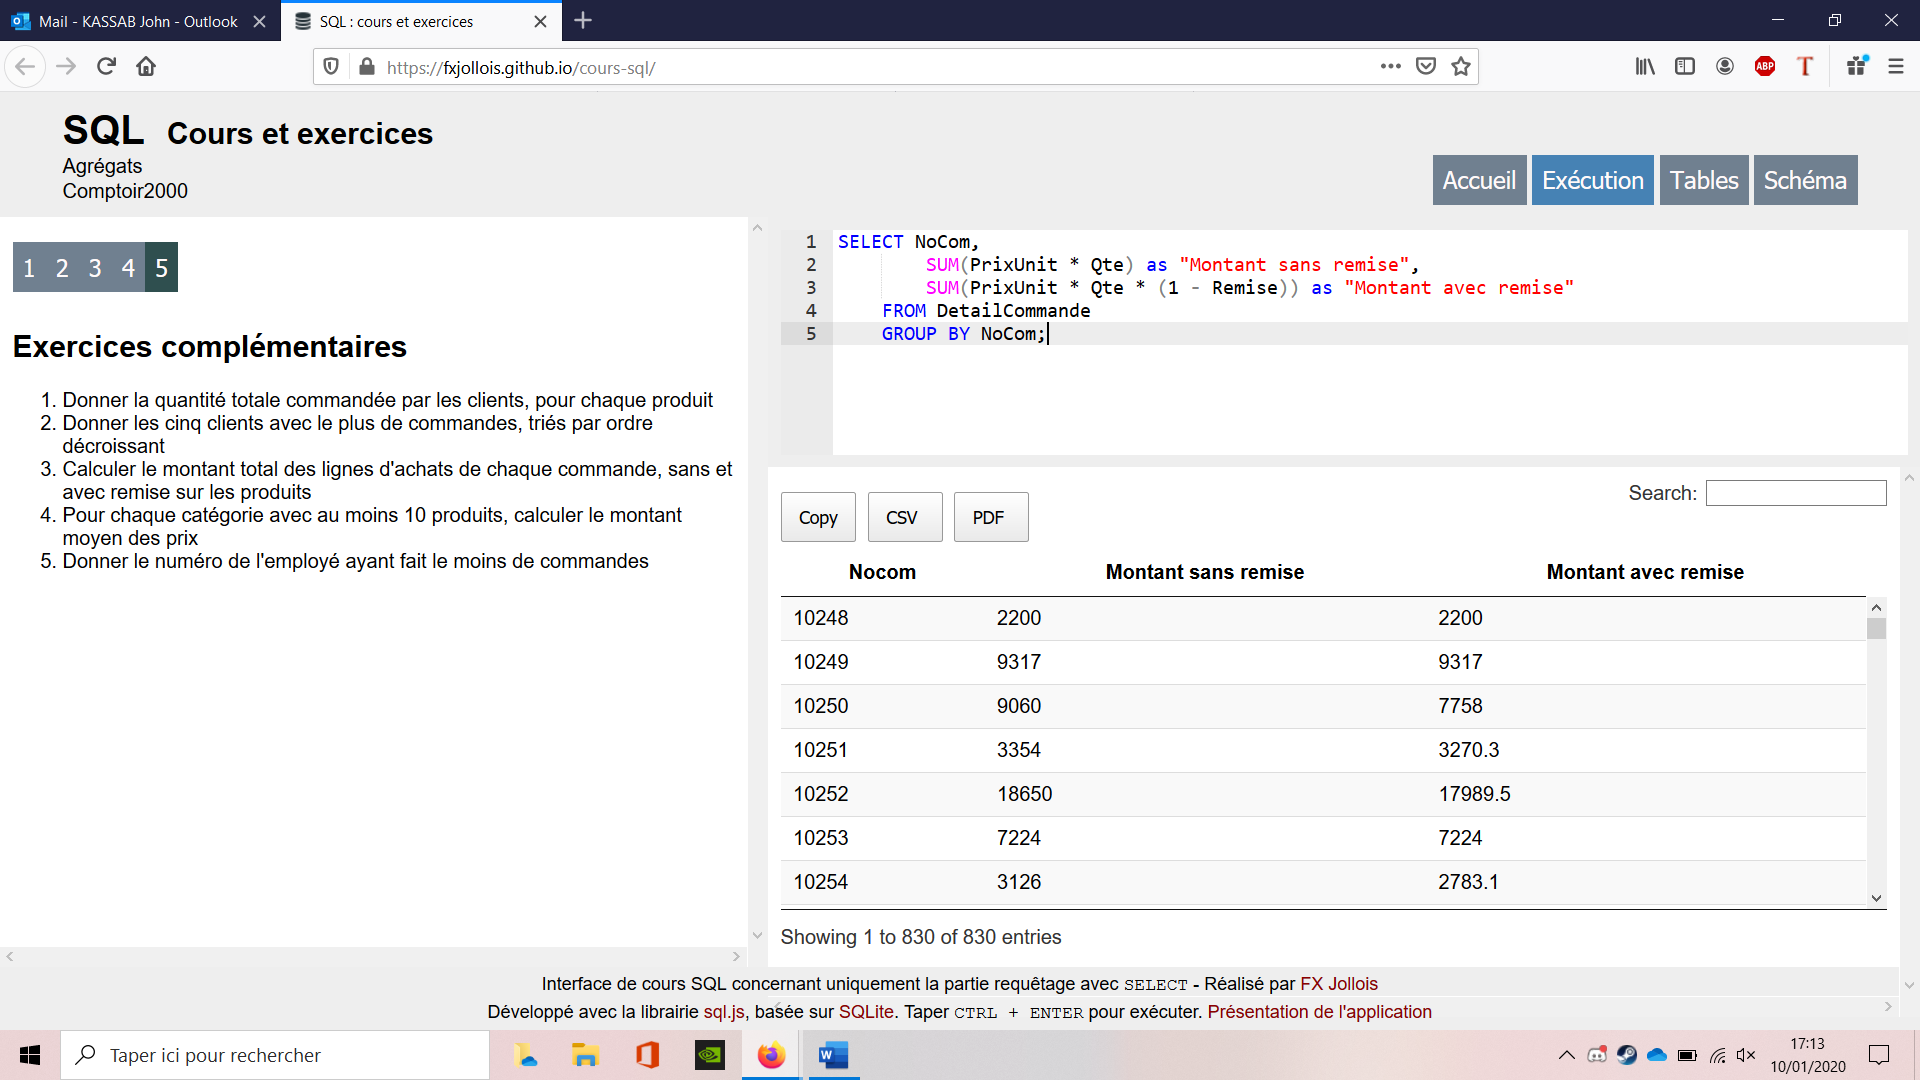 Mail - KASSAB John - Outlook
SQL : cours et exercices
https://fxjollois.github.io/cours-sql/
ABP
T
SQL Cours et exercices
Agrégats
Comptoir2000
Accueil Exécution Tables Schéma
1 2 3 4 5
Exercices complémentaires
1. Donner la quantité totale commandée par les clients, pour chaque produit
2. Donner les cinq clients avec le plus de commandes, triés par ordre
décroissant
3. Calculer le montant total des lignes d'achats de chaque commande, sans et
avec remise sur les produits
4. Pour chaque catégorie avec au moins 10 produits, calculer le montant
moyen des prix
5. Donner le numéro de l'employé ayant fait le moins de commandes
1 SELECT NoCom,
2 SUM(PrixUnit * Qte) as "Montant sans remise",
3 SUM(PrixUnit * Qte * (1 - Remise)) as "Montant avec remise"
4 FROM DetailCommande
5 GROUP BY NoCom;
Search:
Copy CSV PDF
Nocom Montant sans remise Montant avec remise
10248 2200 2200
10249 9317 9317
10250 9060 7758
10251 3354 3270.3
10252 18650 17989.5
10253 7224 7224
10254 3126 2783.1
Showing 1 to 830 of 830 entries
Interface de cours SQL concernant uniquement la partie requêtage avec SELECT - Réalisé par FX Jollois
Développé avec la librairie sql.js, basée sur SQLite. Taper CTRL + ENTER pour exécuter. Présentation de l'application
Taper ici pour rechercher
17:13
10/01/2020